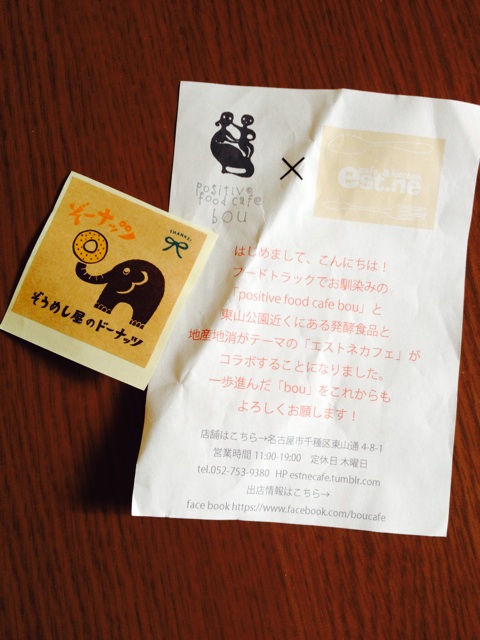 ぞーナッツ
ぞうめし屋のドーナッツ
positive
food cafe
bou
×
est.ne
はじめまして、こんにちは！
フードトラックでお馴染みの
「positive food cafe bou」と
東山公園近くにある発酵食品と
地産地消がテーマの「エストネカフェ」が
コラボすることになりました。
一歩進んだ「bou」をこれからも
よろしくお願いします！
店舗はこちら→名古屋市千種区東山通 4-8-1
営業時間 11:00-19:00 定休日 木曜日
tel.052-753-9380 HP estnecafe.tumblr.com
出店情報はこちら→
face book https://www.facebook.com/boucafe